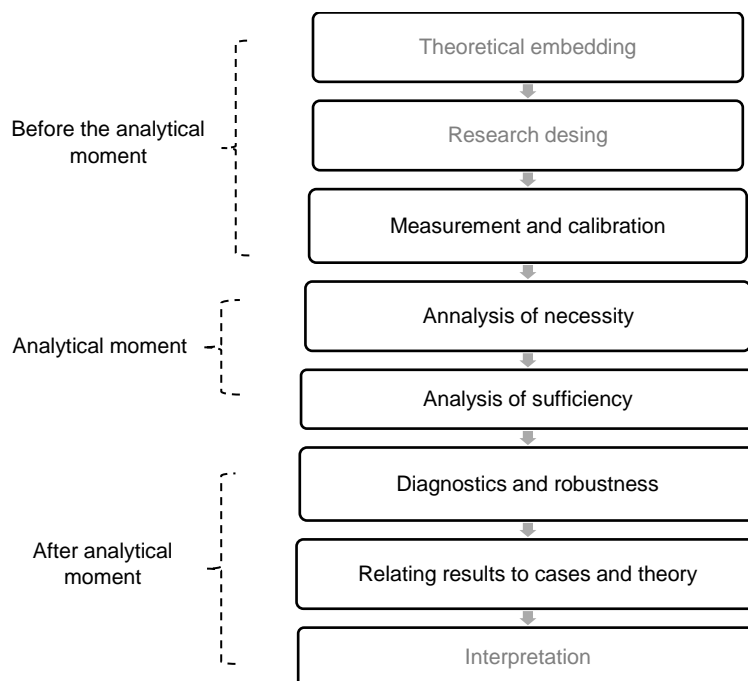 Theoretical embedding
Before the analytical
moment
Research desing
Measurement and calibration
Annalysis of necessity
Analytical moment
Analysis of sufficiency
Diagnostics and robustness
After analytical
moment
Relating results to cases and theory
Interpretation